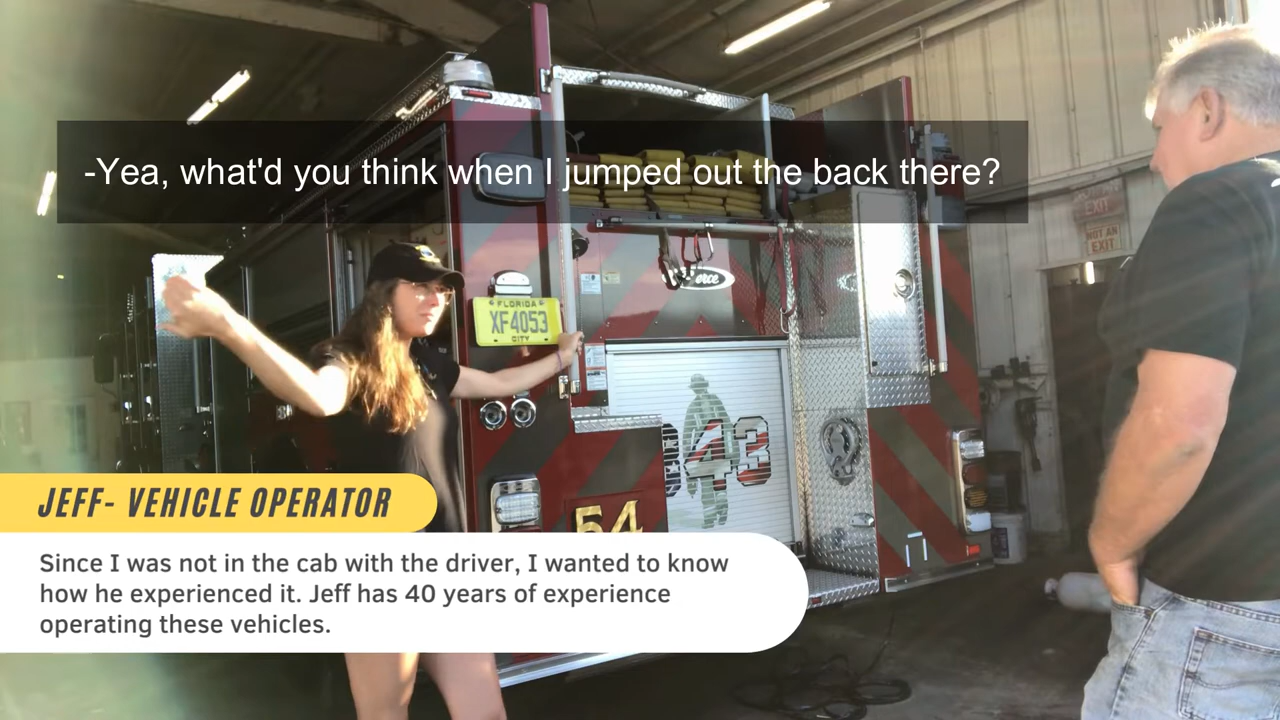 -Yea, what'd you think when I jumped out the back there?
EXIT
NOT AN
EXIT
FLORIDA
XF4053
CITY
343
54
JEFF- VEHICLE OPERATOR
Since I was not in the cab with the driver, I wanted to know
how he experienced it. Jeff has 40 years of experience
operating these vehicles.